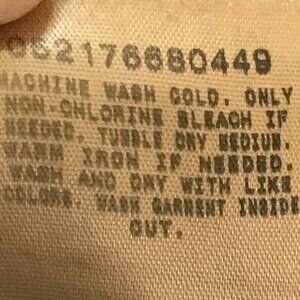 052176680449
MACHINE WASH COLD. ONLY
NON-CHLORINE BLEACH IF
NEEDED. TUMBLE DRY MEDIUM.
WARM IRON IF NEEDED.
WASH AND DRY WITH LIKE
COLORS. WASH GARMENT INSIDE
OUT.